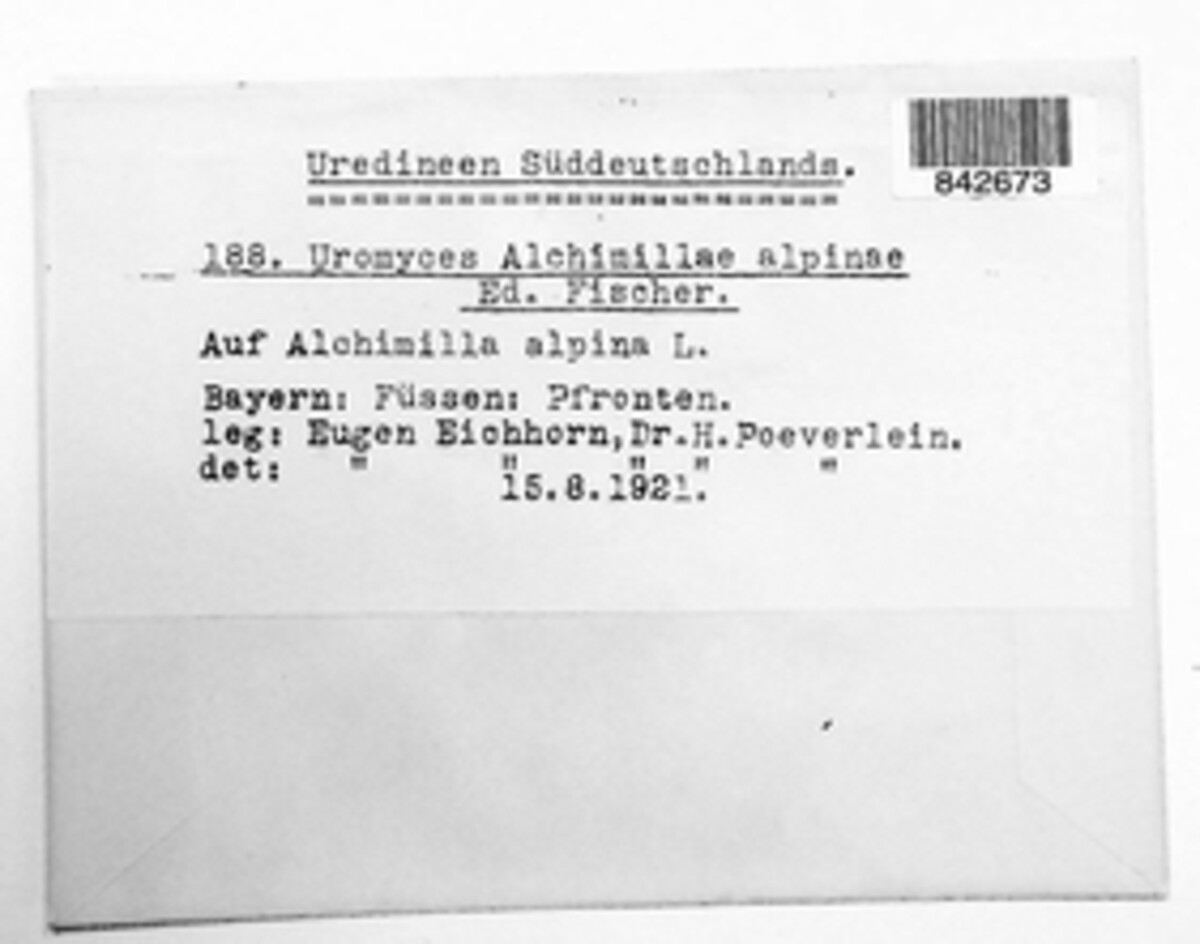 Uredineen Süddeutschlands.
842673
188. Uromyces Alchimillae alpinae
Ed. Fischer.
Auf Alchimilla alpina L.
Bayern: Füssen: Pfronten.
leg: Eugen Eichhorn, Dr. H. Poeverlein.
det: " " " " "
15.8.1921.